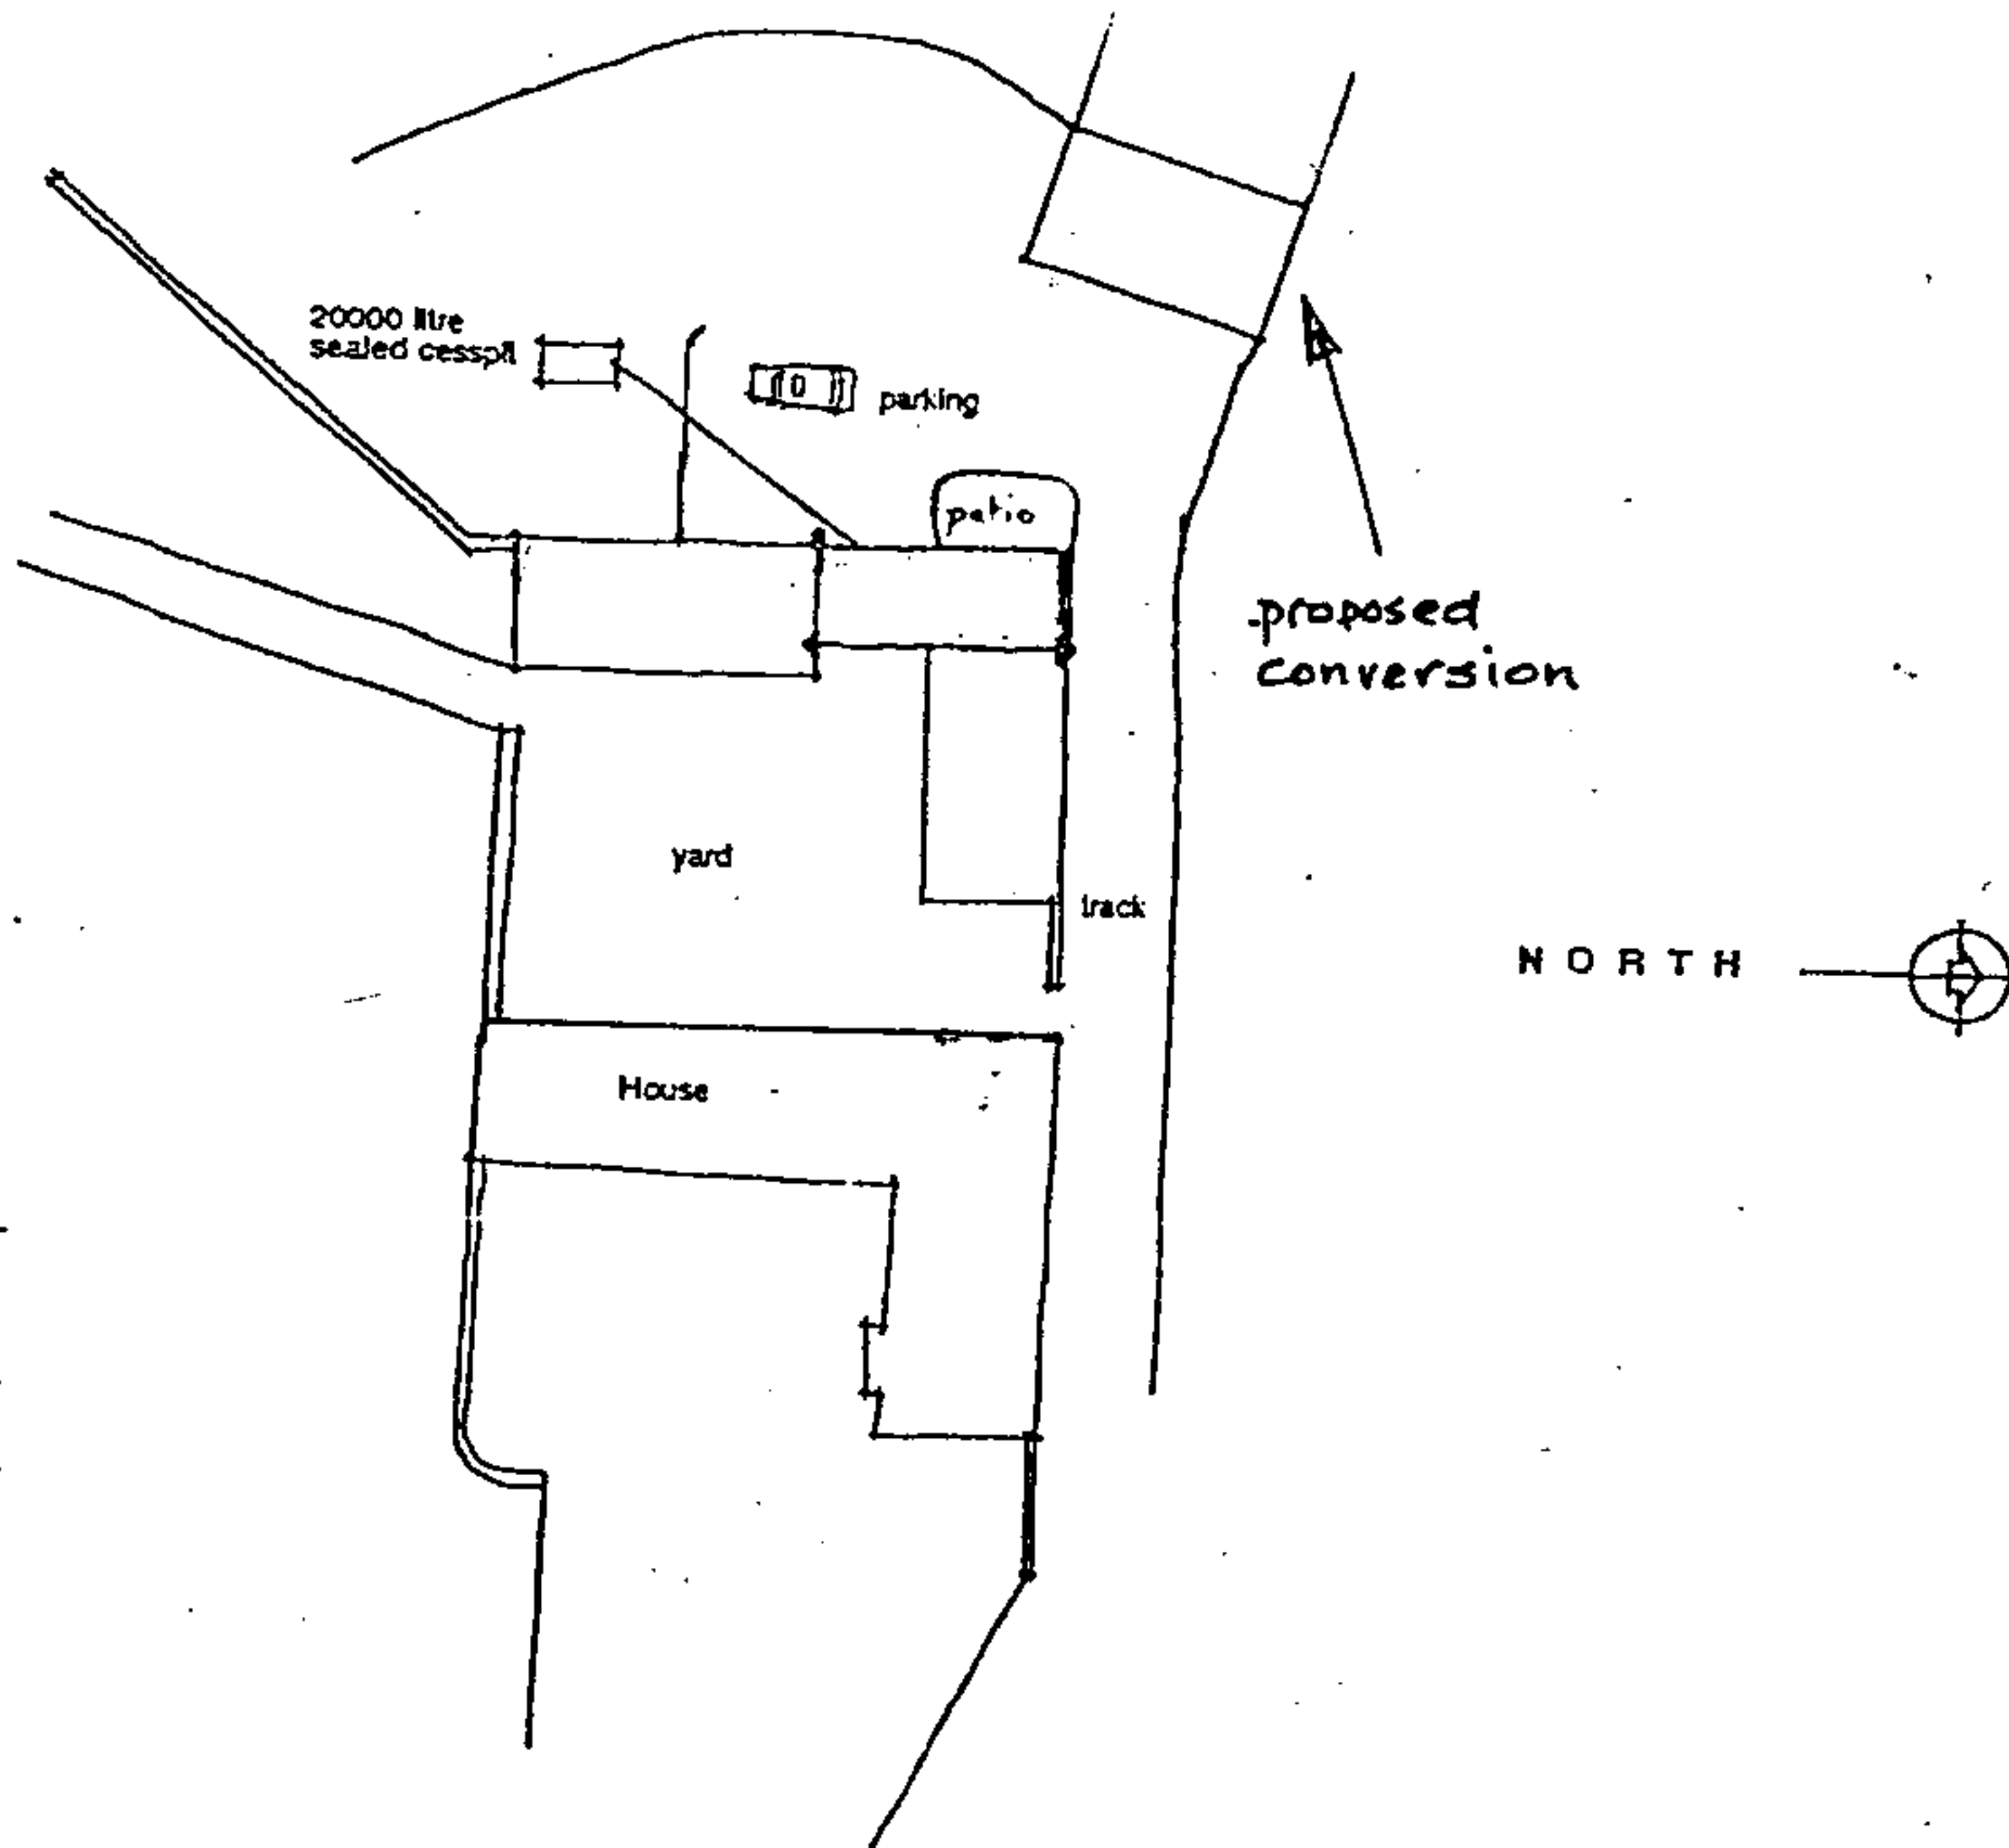 20000 litre
sealed cesspit
parking
patio
proposed
conversion
yard
track
NORTH
House